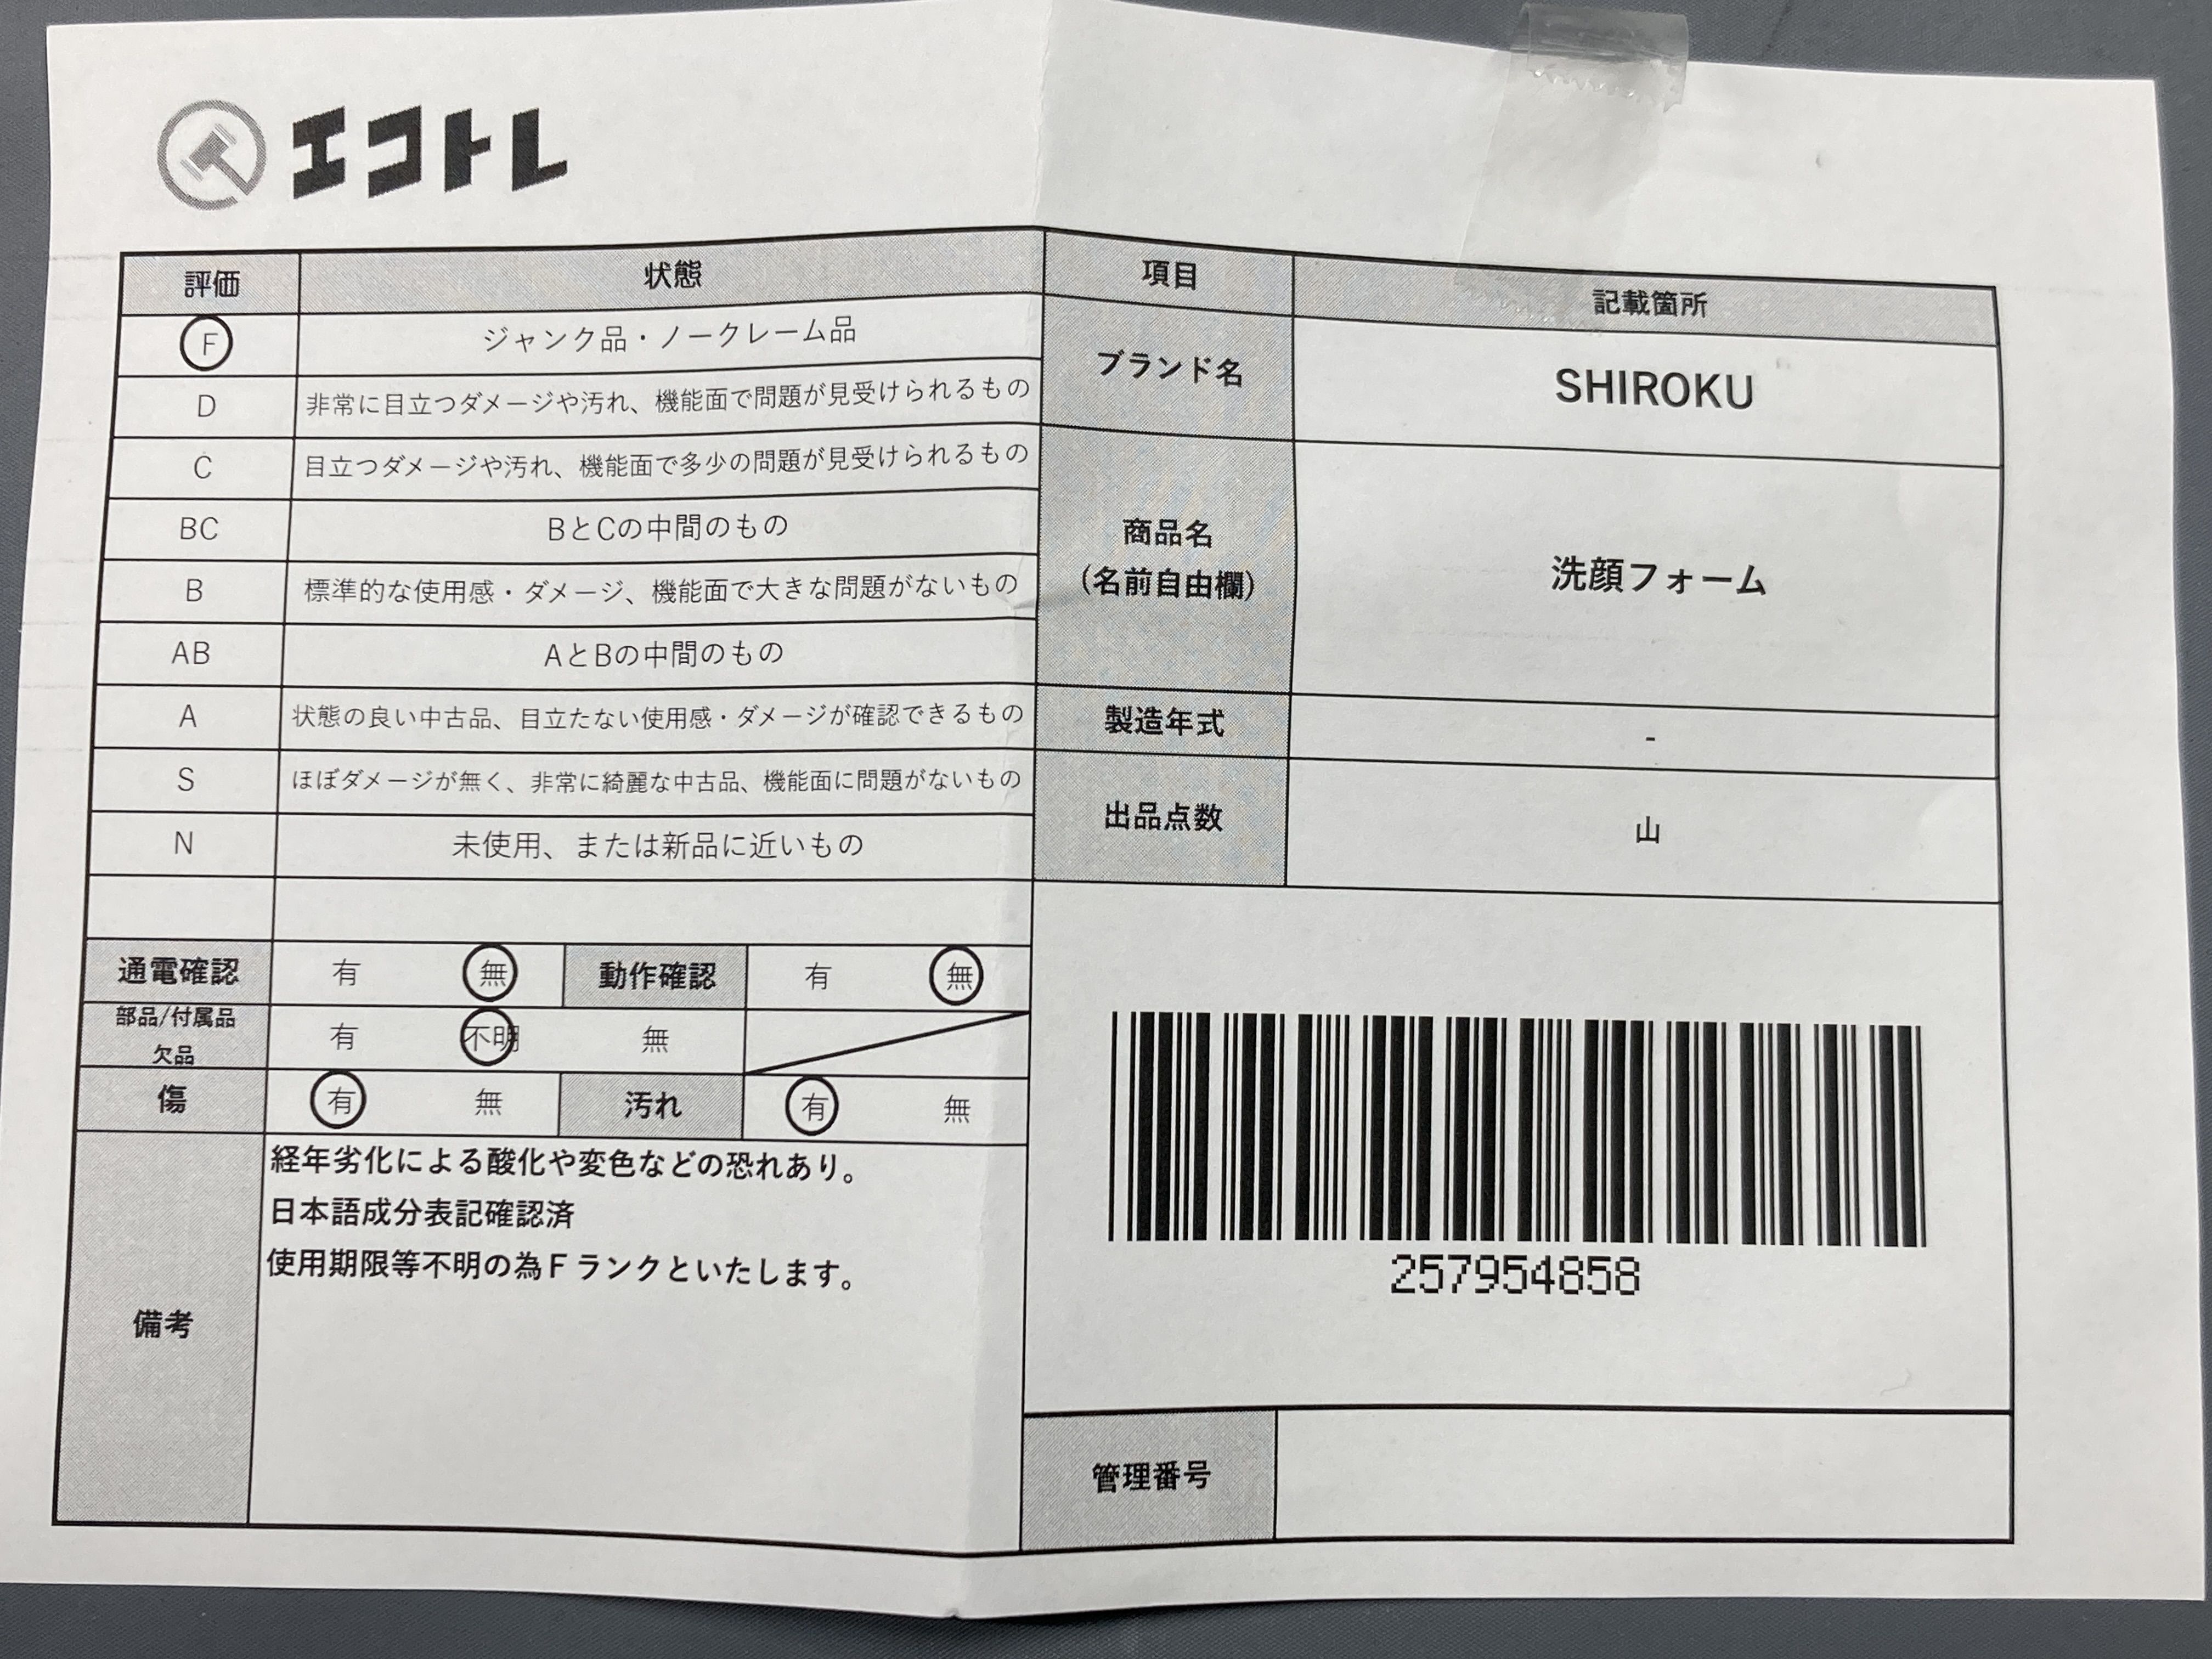 エコトレ
評価 状態
F ジャンク品・ノークレーム品
D 非常に目立つダメージや汚れ、機能面で問題が見受けられるもの
C 目立つダメージや汚れ、機能面で多少の問題が見受けられるもの
BC BとCの中間のもの
B 標準的な使用感・ダメージ、機能面で大きな問題がないもの
AB AとBの中間のもの
A 状態の良い中古品、目立たない使用感・ダメージが確認できるもの
S ほぼダメージが無く、非常に綺麗な中古品、機能面に問題がないもの
N 未使用、または新品に近いもの
通電確認 有 無 動作確認 有 無
部品/付属品
欠品 有 不明 無
傷 有 無 汚れ 有 無
備考
経年劣化による酸化や変色などの恐れあり。
日本語成分表記確認済
使用期限等不明の為Fランクといたします。
項目 記載箇所
ブランド名 SHIROKU
商品名
(名前自由欄)
洗顔フォーム
製造年式 -
出品点数 山
257954858
管理番号